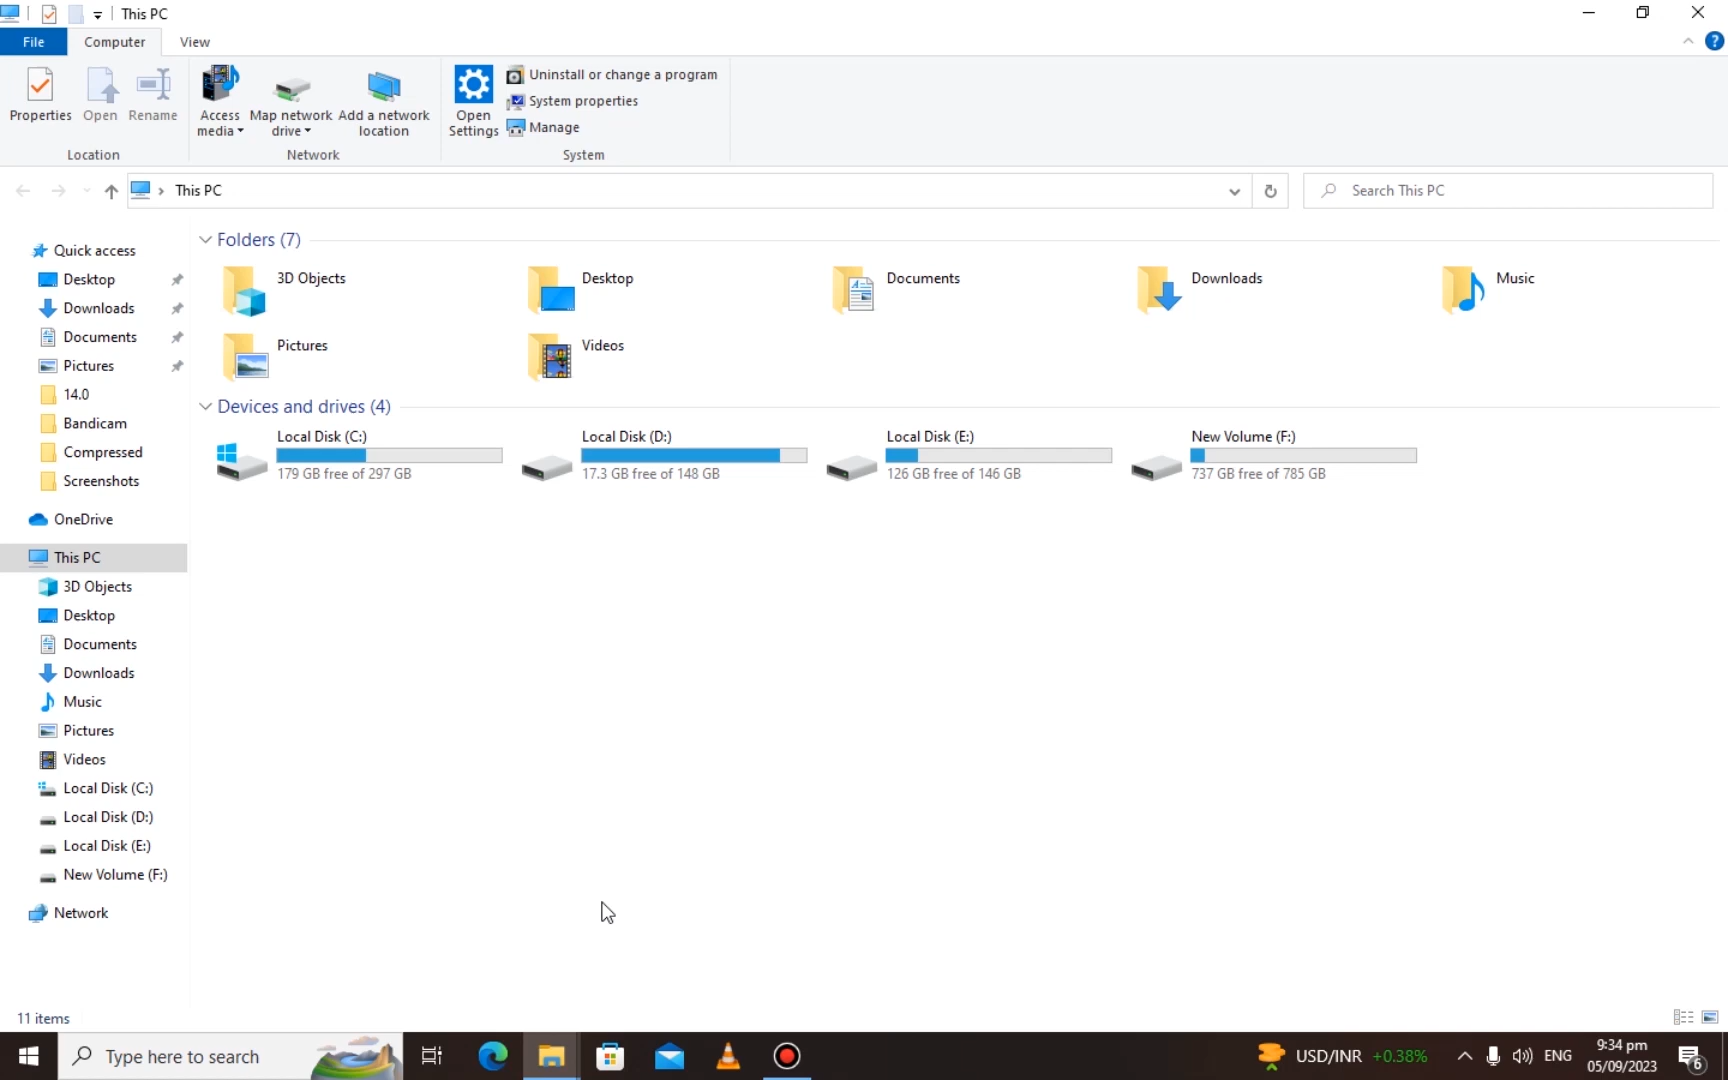 This PC
File Computer View
Properties Open Rename Access media Map network drive Add a network location Open Settings
Uninstall or change a program
System properties
Manage
Location Network System
This PC
Search This PC
Quick access
Desktop
Downloads
Documents
Pictures
14.0
Bandicam
Compressed
Screenshots
OneDrive
This PC
3D Objects
Desktop
Documents
Downloads
Music
Pictures
Videos
Local Disk (C:)
Local Disk (D:)
Local Disk (E:)
New Volume (F:)
Network
Folders (7)
3D Objects Desktop Documents Downloads Music
Pictures Videos
Devices and drives (4)
Local Disk (C:) Local Disk (D:) Local Disk (E:) New Volume (F:)
179 GB free of 297 GB 17.3 GB free of 148 GB 126 GB free of 146 GB 737 GB free of 785 GB
11 items
Type here to search
USD/INR +0.38%
ENG
9:34 pm
05/09/2023
6